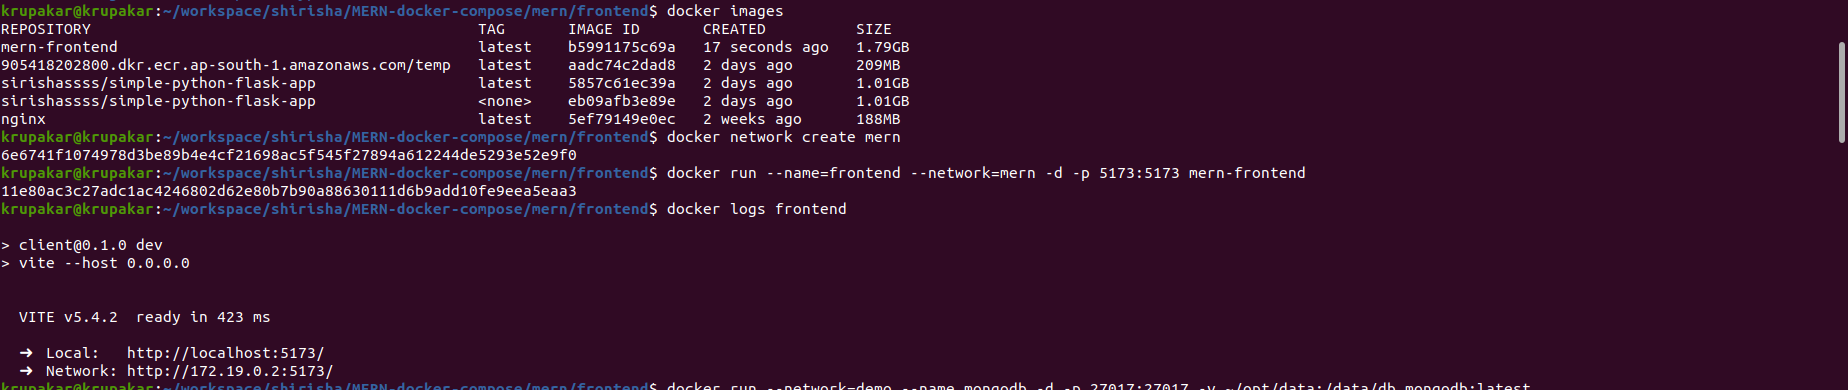 krupakar@krupakar:~/workspace/shirisha/MERN-docker-compose/mern/frontend$ docker images
REPOSITORY TAG IMAGE ID CREATED SIZE
mern-frontend latest b5991175c69a 17 seconds ago 1.79GB
905418202800.dkr.ecr.ap-south-1.amazonaws.com/temp latest aadc74c2dad8 2 days ago 209MB
sirishassss/simple-python-flask-app latest 5857c61ec39a 2 days ago 1.01GB
sirishassss/simple-python-flask-app <none> eb09afb3e89e 2 days ago 1.01GB
nginx latest 5ef79149e0ec 2 weeks ago 188MB
krupakar@krupakar:~/workspace/shirisha/MERN-docker-compose/mern/frontend$ docker network create mern
6e6741f1074978d3be89b4e4cf21698ac5f545f27894a612244de5293e52e9f0
krupakar@krupakar:~/workspace/shirisha/MERN-docker-compose/mern/frontend$ docker run --name=frontend --network=mern -d -p 5173:5173 mern-frontend
11e80ac3c27adc1ac4246802d62e80b7b90a88630111d6b9add10fe9eea5eaa3
krupakar@krupakar:~/workspace/shirisha/MERN-docker-compose/mern/frontend$ docker logs frontend
> client@0.1.0 dev
> vite --host 0.0.0.0
VITE v5.4.2 ready in 423 ms
➜ Local: http://localhost:5173/
➜ Network: http://172.19.0.2:5173/
krupakar@krupakar:~/workspace/shirisha/MERN-docker-compose/mern/frontend$ docker run --network=demo --name mongodb -d -p 27017:27017 -v ~/opt/data:/data/db mongodb:latest